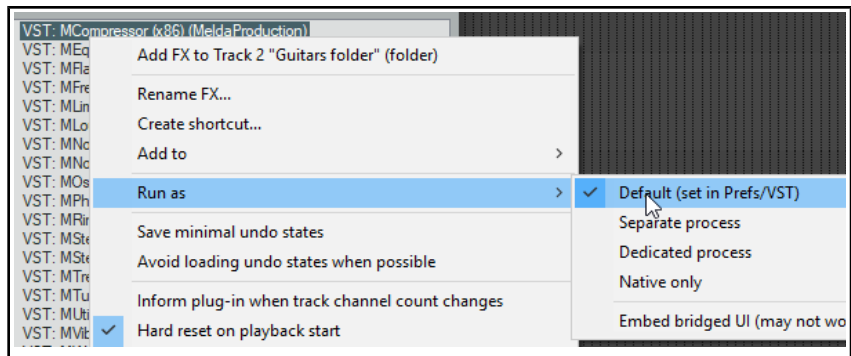 VST: MCompressor (x86) (MeldaProduction)
VST: MEq
VST: MFla
VST: MFre
VST: MLim
VST: MLo
VST: MNo
VST: MNo
VST: MOs
VST: MPh
VST: MRin
VST: MSte
VST: MSte
VST: MTre
VST: MTu
VST: MUti
VST: MVib
Add FX to Track 2 "Guitars folder" (folder)
Rename FX...
Create shortcut...
Add to
Run as
Save minimal undo states
Avoid loading undo states when possible
Inform plug-in when track channel count changes
Hard reset on playback start
Default (set in Prefs/VST)
Separate process
Dedicated process
Native only
Embed bridged UI (may not wo